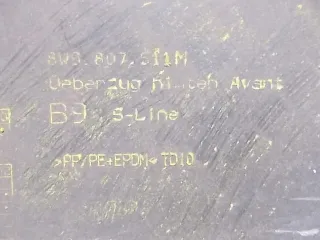 8W9.807.511M
Ueberzug hinten Avant
B9 S-Line
>PP/PE+EPDM< TD10